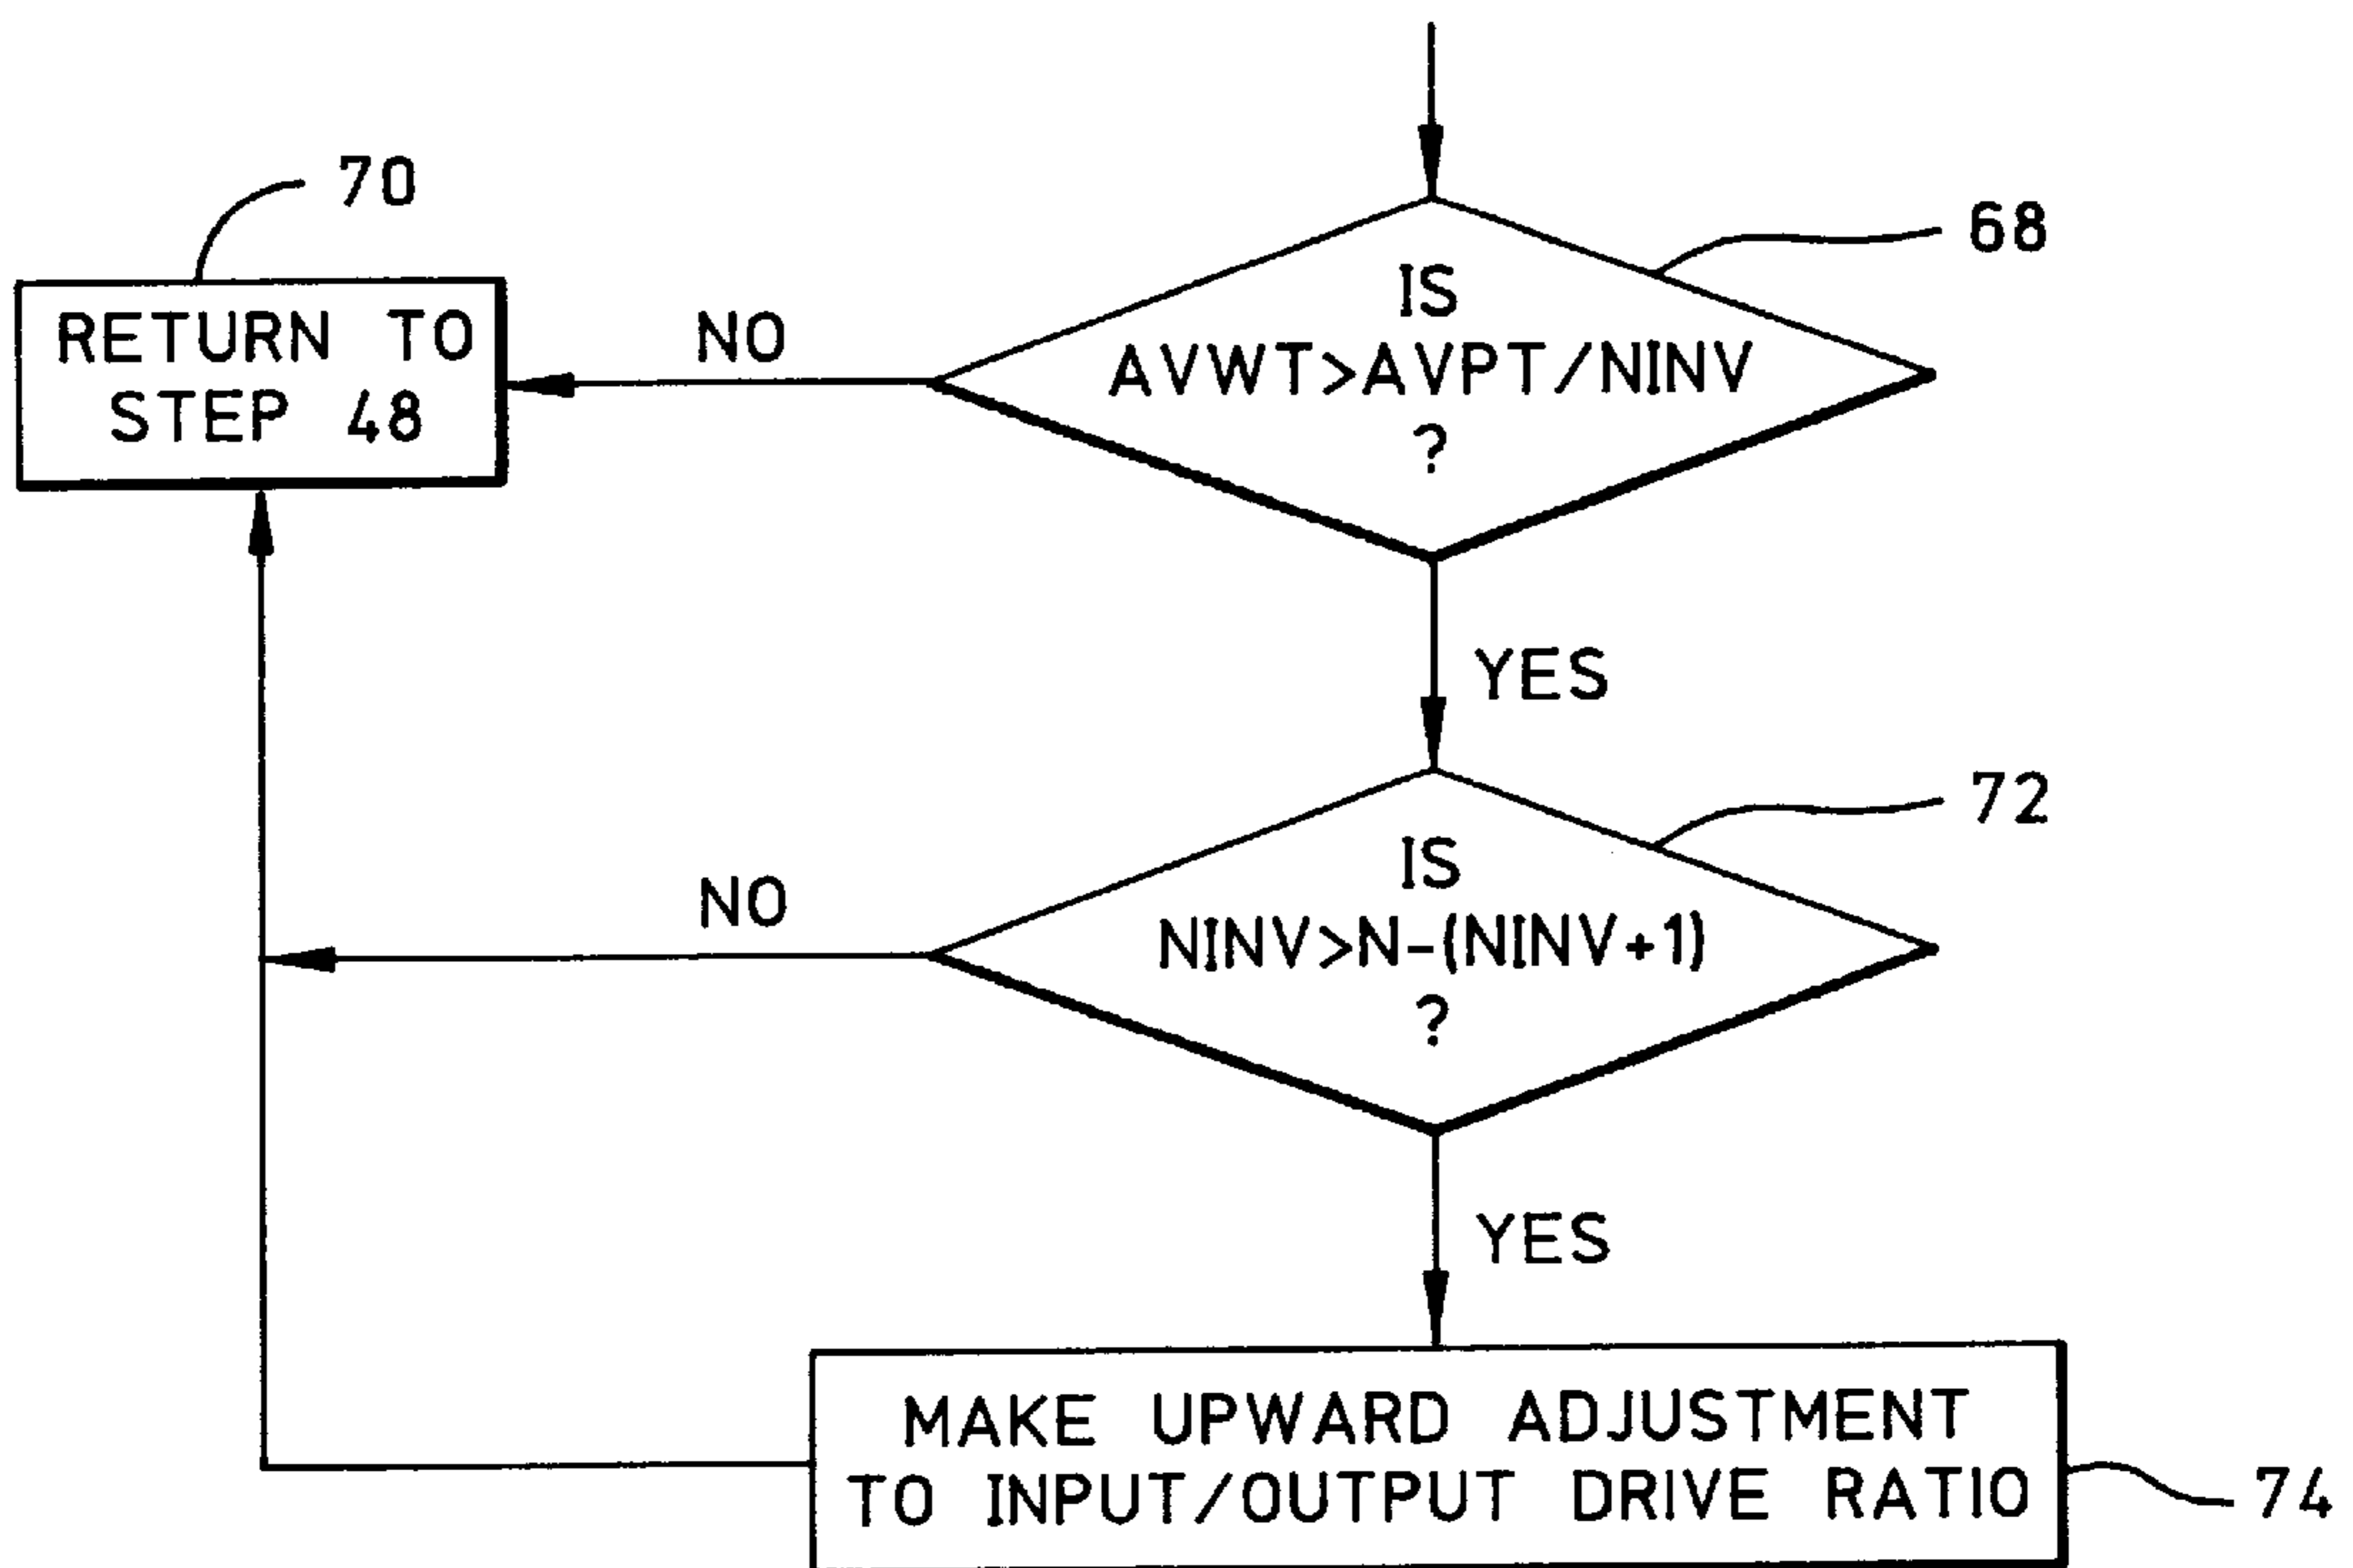 70
68
RETURN TO
STEP 48
NO
IS
AVWT>AVPT/NINV
?
YES
72
NO
IS
NINV>N-(NINV+1)
?
YES
MAKE UPWARD ADJUSTMENT
TO INPUT/OUTPUT DRIVE RATIO
74